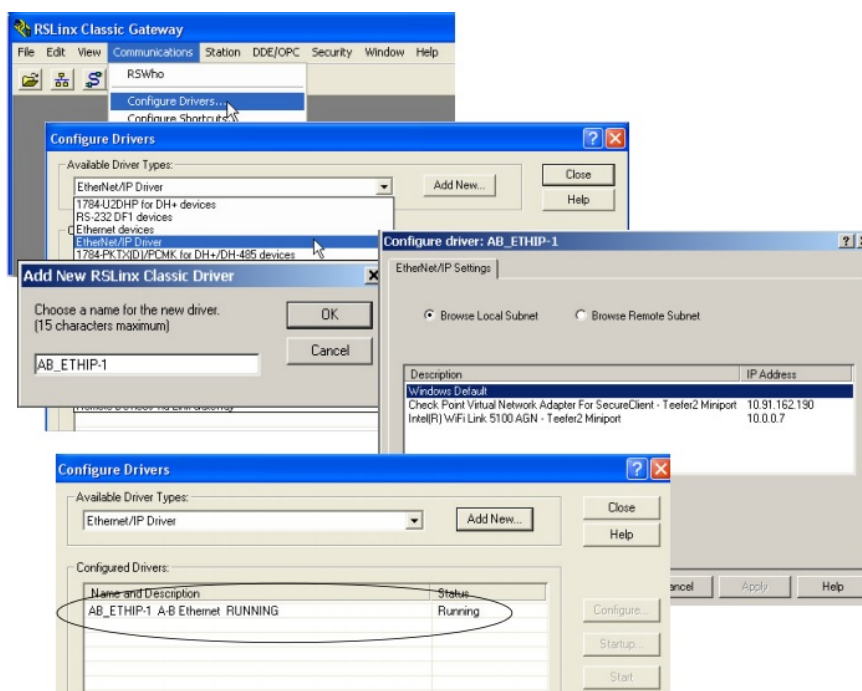 RSLinx Classic Gateway
File Edit View Communications Station DDE/OPC Security Window Help
RSWho
Configure Drivers...
Configure Shortcuts
Configure Drivers
Available Driver Types:
EtherNet/IP Driver
Add New...
Close
Help
1784-U2DHP for DH+ devices
RS-232 DF1 devices
Ethernet devices
EtherNet/IP Driver
1784-PKTX(D)/PCMK for DH+/DH-485 devices
Add New RSLinx Classic Driver
Choose a name for the new driver.
(15 characters maximum)
OK
Cancel
AB_ETHIP-1
Configure driver: AB_ETHIP-1
EtherNet/IP Settings
Browse Local Subnet Browse Remote Subnet
Description IP Address
Windows Default
Check Point Virtual Network Adapter For SecureClient - Teefer2 Miniport 10.91.162.190
Intel(R) WiFi Link 5100 AGN - Teefer2 Miniport 10.0.0.7
ancel Apply Help
Configure Drivers
Available Driver Types:
Ethernet/IP Driver
Add New...
Close
Help
Configured Drivers:
Name and Description Status
AB_ETHIP-1 A-B Ethernet RUNNING Running
Configure...
Startup...
Start